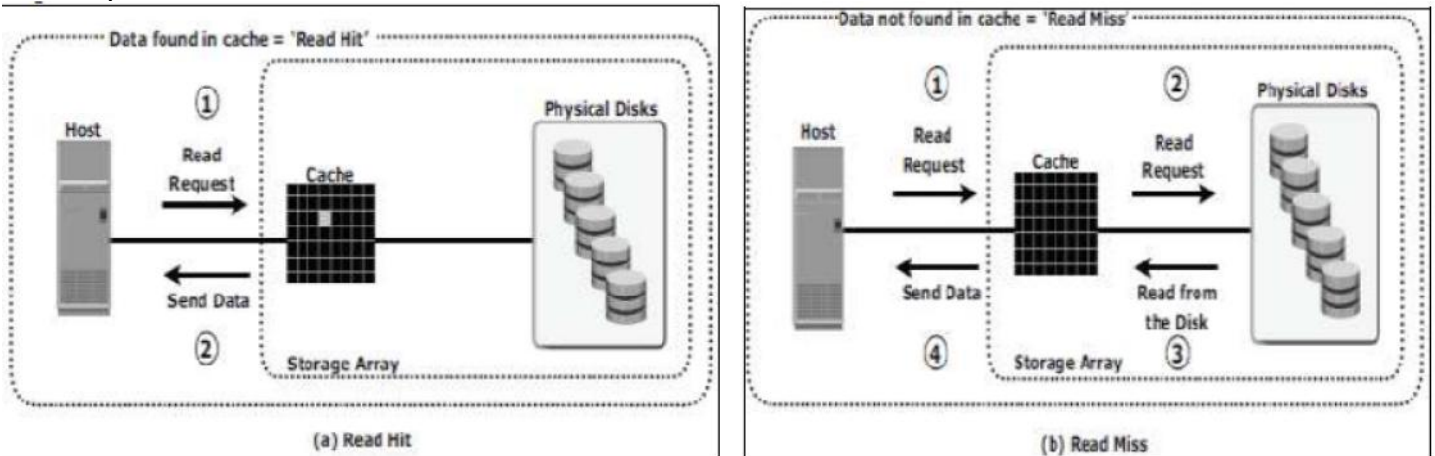 Data found in cache = 'Read Hit'
①
Host
Read
Request
Cache
Physical Disks
Send Data
②
Storage Array
(a) Read Hit
Data not found in cache = 'Read Miss'
①
②
Host
Read
Request
Cache
Read
Request
Physical Disks
Send Data
Read from
the Disk
④
Storage Array
③
(b) Read Miss